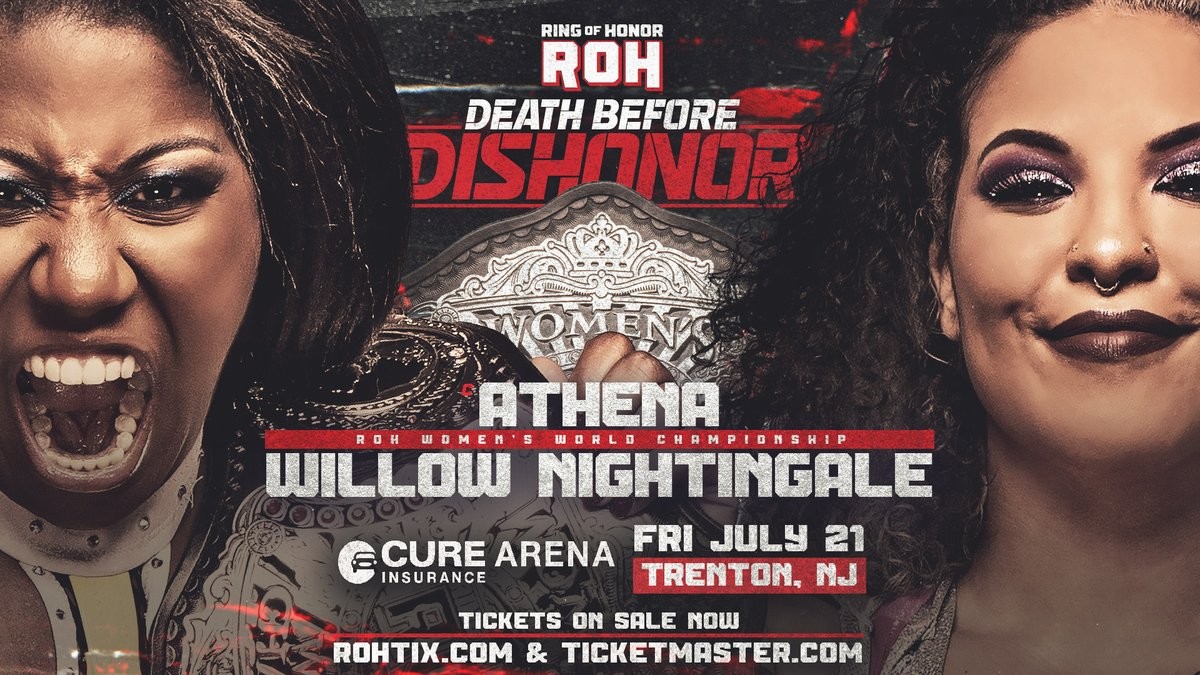 RING OF HONOR
ROH
DEATH BEFORE
DISHONOR
WOMEN'S
C ATHENA
ROH WOMEN'S WORLD CHAMPIONSHIP
WILLOW NIGHTINGALE
CURE ARENA
INSURANCE
FRI JULY 21
TRENTON, NJ
TICKETS ON SALE NOW
ROHTIX.COM & TICKETMASTER.COM